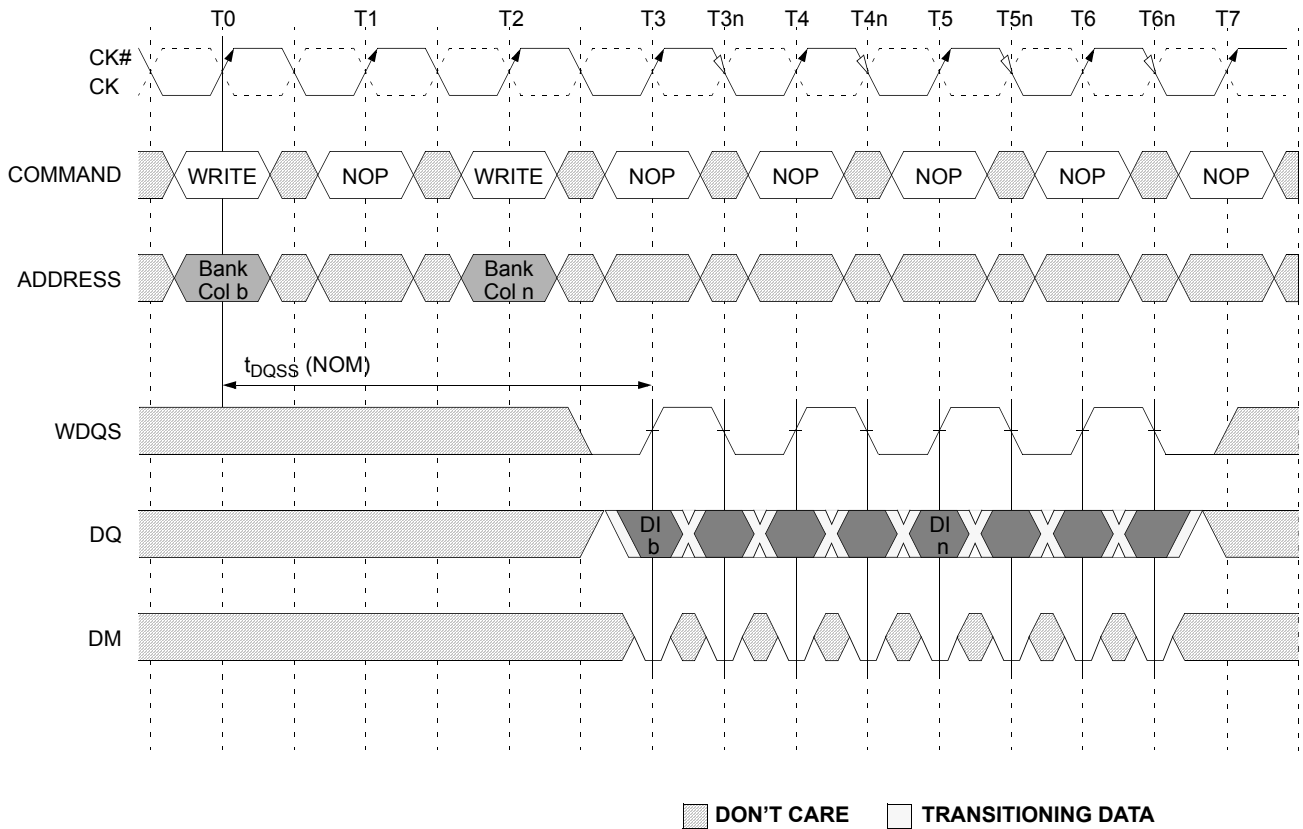 T0 T1 T2 T3 T3n T4 T4n T5 T5n T6 T6n T7
CK#
CK
COMMAND WRITE NOP WRITE NOP NOP NOP NOP NOP
ADDRESS Bank Col b Bank Col n
tDQSS (NOM)
WDQS
DQ DI b DI n
DM
DON'T CARE TRANSITIONING DATA